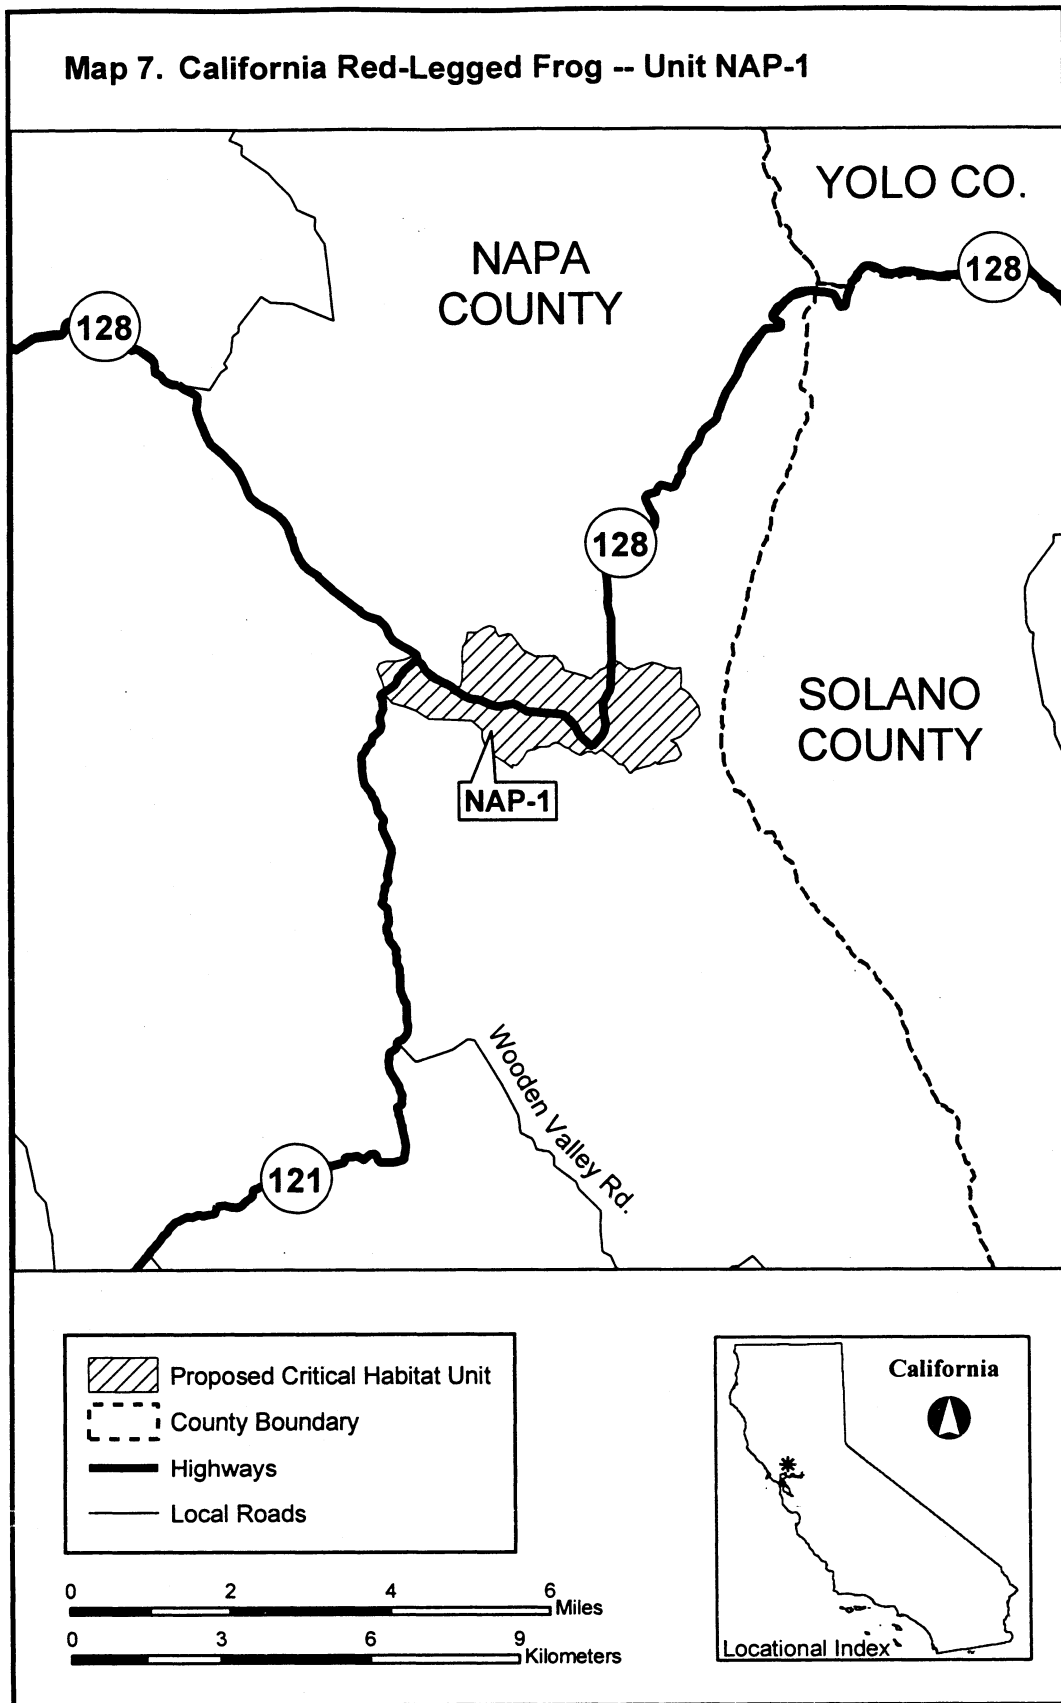 Map 7. California Red-Legged Frog -- Unit NAP-1
YOLO CO.
NAPA
COUNTY
128
128
128
SOLANO
COUNTY
NAP-1
Wooden Valley Rd.
121
Proposed Critical Habitat Unit
County Boundary
Highways
Local Roads
0 2 4 6
Miles
0 3 6 9
Kilometers
California
Locational Index